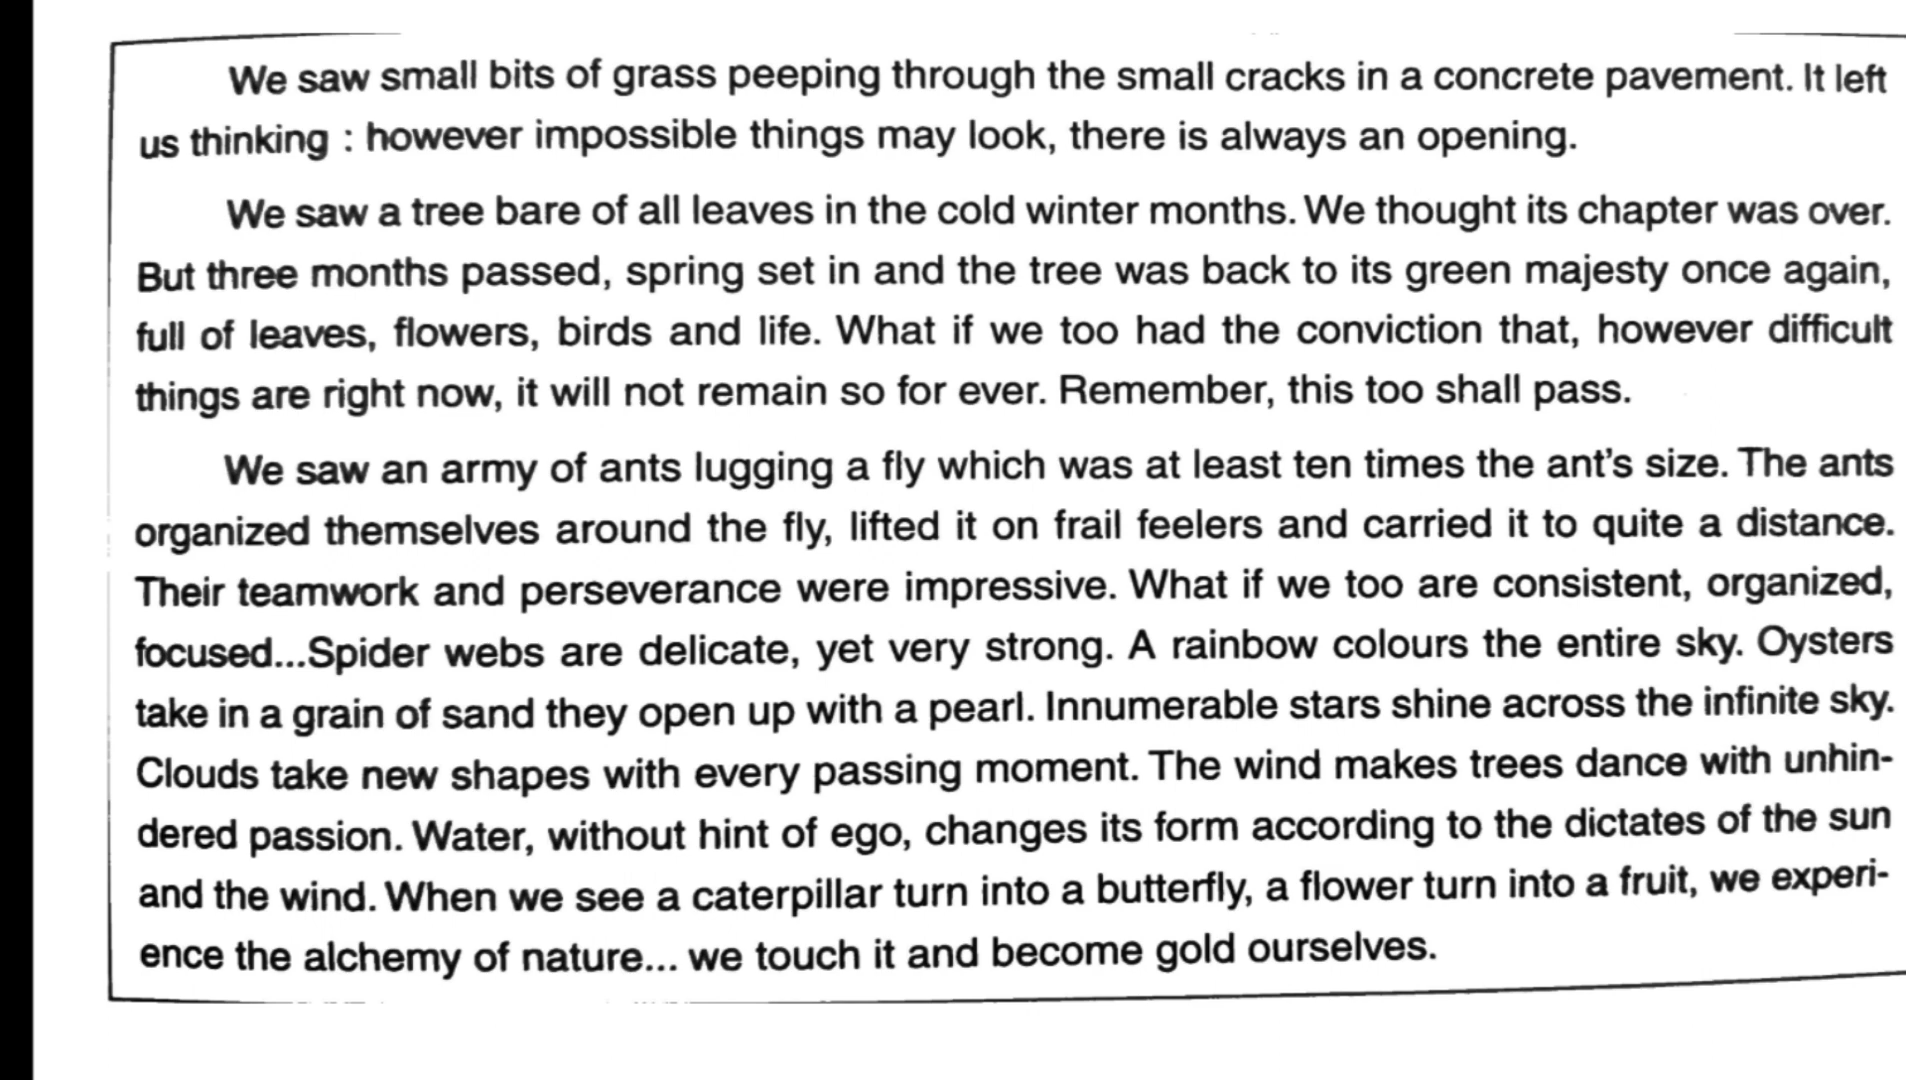 We saw small bits of grass peeping through the small cracks in a concrete pavement. It left
us thinking : however impossible things may look, there is always an opening.
We saw a tree bare of all leaves in the cold winter months. We thought its chapter was over.
But three months passed, spring set in and the tree was back to its green majesty once again,
full of leaves, flowers, birds and life. What if we too had the conviction that, however difficult
things are right now, it will not remain so for ever. Remember, this too shall pass.
We saw an army of ants lugging a fly which was at least ten times the ant's size. The ants
organized themselves around the fly, lifted it on frail feelers and carried it to quite a distance.
Their teamwork and perseverance were impressive. What if we too are consistent, organized,
focused...Spider webs are delicate, yet very strong. A rainbow colours the entire sky. Oysters
take in a grain of sand they open up with a pearl. Innumerable stars shine across the infinite sky.
Clouds take new shapes with every passing moment. The wind makes trees dance with unhin-
dered passion. Water, without hint of ego, changes its form according to the dictates of the sun
and the wind. When we see a caterpillar turn into a butterfly, a flower turn into a fruit, we experi-
ence the alchemy of nature... we touch it and become gold ourselves.